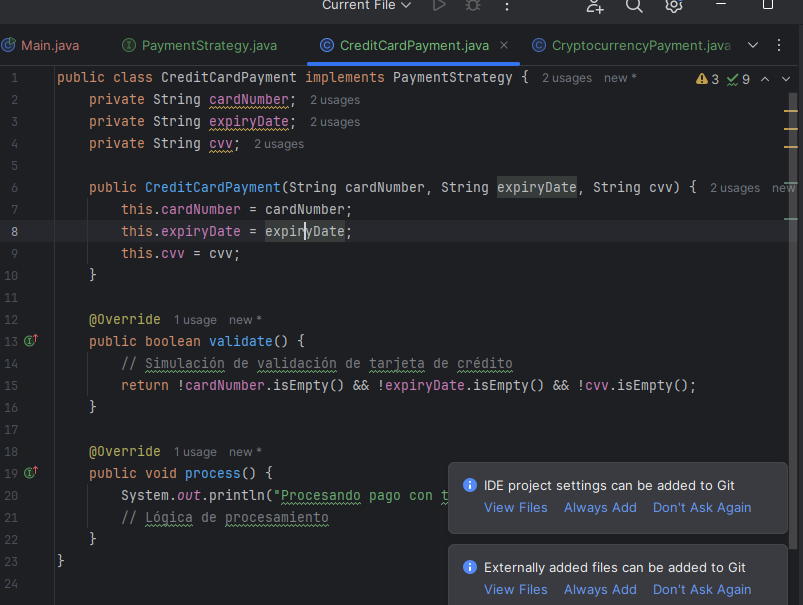 Current File
Main.java
PaymentStrategy.java
CreditCardPayment.java
CryptocurrencyPayment.java
1 public class CreditCardPayment implements PaymentStrategy { 2 usages new * 3 9
2 private String cardNumber; 2 usages
3 private String expiryDate; 2 usages
4 private String cvv; 2 usages
5
6 public CreditCardPayment(String cardNumber, String expiryDate, String cvv) { 2 usages new
7 this.cardNumber = cardNumber;
8 this.expiryDate = expiryDate;
9 this.cvv = cvv;
10 }
11
12 @Override 1 usage new *
13 public boolean validate() {
14 // Simulación de validación de tarjeta de crédito
15 return !cardNumber.isEmpty() && !expiryDate.isEmpty() && !cvv.isEmpty();
16 }
17
18 @Override 1 usage new *
19 public void process() {
20 System.out.println("Procesando pago con t
21 // Lógica de procesamiento
22 }
23 }
24
IDE project settings can be added to Git
View Files Always Add Don't Ask Again
Externally added files can be added to Git
View Files Always Add Don't Ask Again